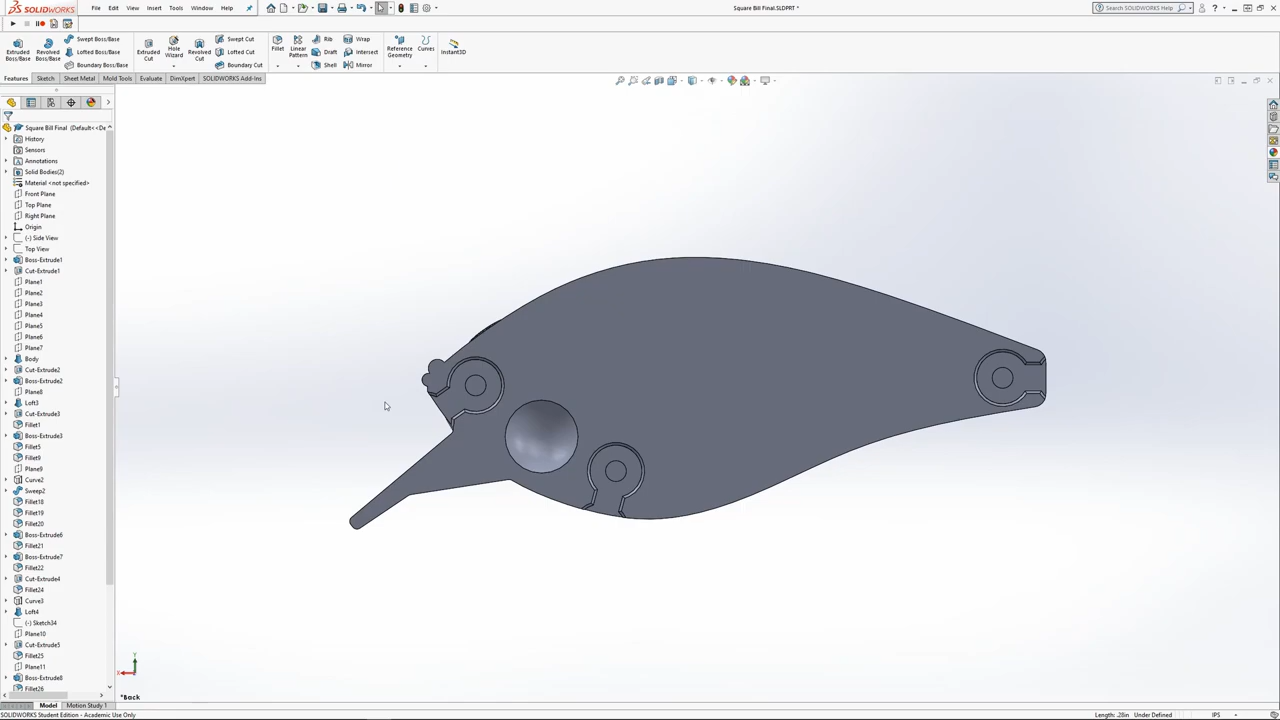 SOLIDWORKS
File Edit View Insert Tools Window Help
Square Bill Final.SLDPRT *
Search SOLIDWORKS Help
Extruded Boss/Base
Revolved Boss/Base
Swept Boss/Base
Lofted Boss/Base
Boundary Boss/Base
Extruded Cut
Hole Wizard
Revolved Cut
Swept Cut
Lofted Cut
Boundary Cut
Fillet
Linear Pattern
Rib
Draft
Shell
Wrap
Intersect
Mirror
Reference Geometry
Curves
Instant3D
Features Sketch Sheet Metal Mold Tools Evaluate DimXpert SOLIDWORKS Add-Ins
Square Bill Final (Default<<De
History
Sensors
Annotations
Solid Bodies(2)
Material <not specified>
Front Plane
Top Plane
Right Plane
Origin
(-) Side View
Top View
Boss-Extrude1
Cut-Extrude1
Plane1
Plane2
Plane3
Plane4
Plane5
Plane6
Plane7
Body
Cut-Extrude2
Boss-Extrude2
Plane8
Loft3
Cut-Extrude3
Fillet1
Boss-Extrude3
Fillet5
Fillet9
Plane9
Curve2
Sweep2
Fillet18
Fillet19
Fillet20
Boss-Extrude6
Fillet21
Boss-Extrude7
Fillet22
Cut-Extrude4
Fillet24
Curve3
Loft4
(-) Sketch34
Plane10
Cut-Extrude5
Fillet25
Plane11
Boss-Extrude8
Fillet26
Y
X
*Back
Model Motion Study 1
SOLIDWORKS Student Edition - Academic Use Only
Length: .28in Under Defined IPS